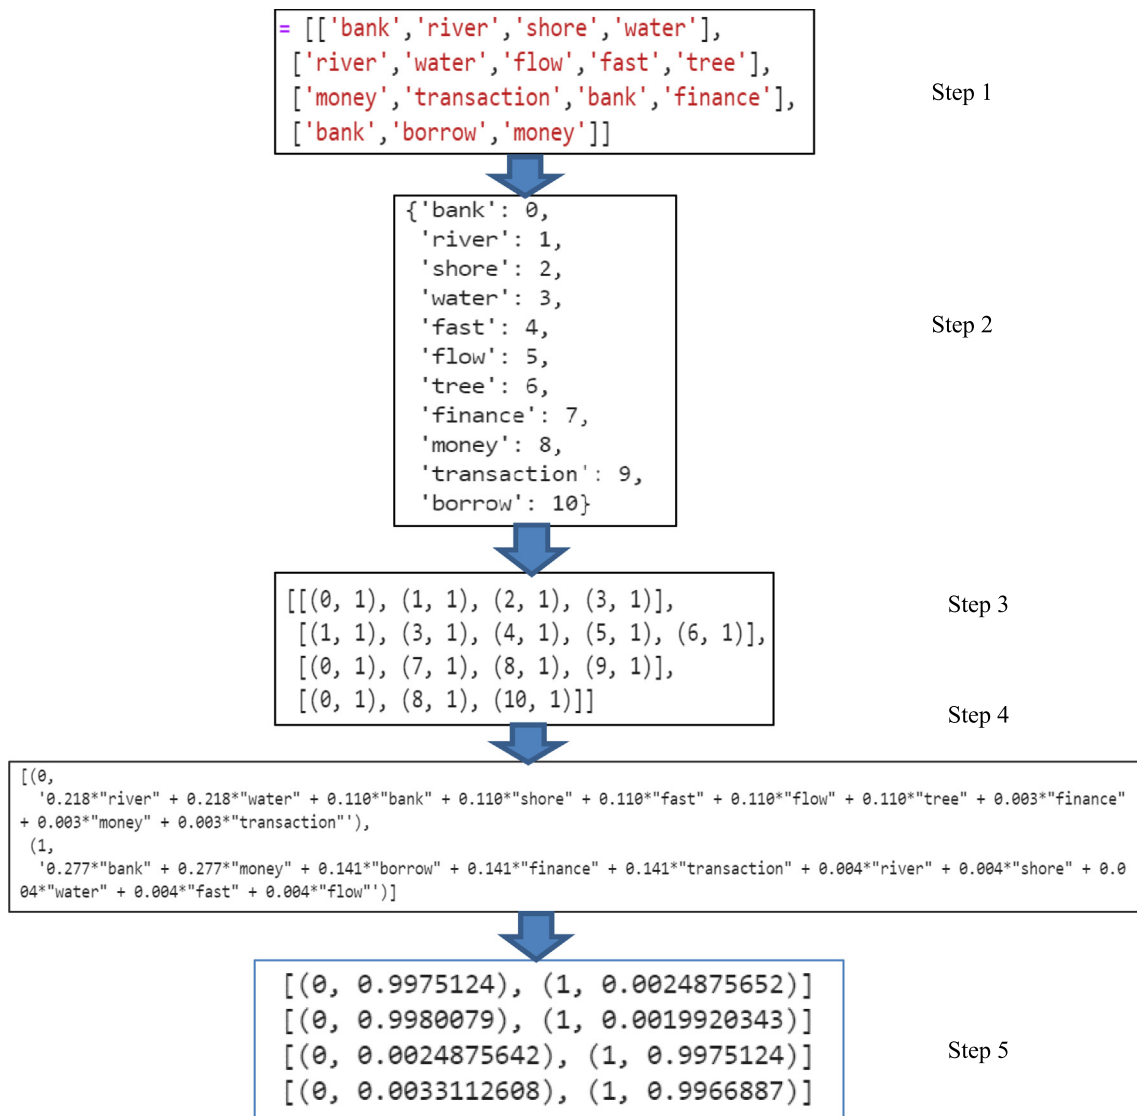 = [['bank','river','shore','water'],
['river','water','flow','fast','tree'],
['money','transaction','bank','finance'],
['bank','borrow','money']]
Step 1
{'bank': 0,
'river': 1,
'shore': 2,
'water': 3,
'fast': 4,
'flow': 5,
'tree': 6,
'finance': 7,
'money': 8,
'transaction': 9,
'borrow': 10}
Step 2
[[(0, 1), (1, 1), (2, 1), (3, 1)],
[(1, 1), (3, 1), (4, 1), (5, 1), (6, 1)],
[(0, 1), (7, 1), (8, 1), (9, 1)],
[(0, 1), (8, 1), (10, 1)]]
Step 3
Step 4
[(0,
'0.218*"river" + 0.218*"water" + 0.110*"bank" + 0.110*"shore" + 0.110*"fast" + 0.110*"flow" + 0.110*"tree" + 0.003*"finance"
+ 0.003*"money" + 0.003*"transaction"'),
(1,
'0.277*"bank" + 0.277*"money" + 0.141*"borrow" + 0.141*"finance" + 0.141*"transaction" + 0.004*"river" + 0.004*"shore" + 0.0
04*"water" + 0.004*"fast" + 0.004*"flow"')]
[(0, 0.9975124), (1, 0.0024875652)]
[(0, 0.9980079), (1, 0.0019920343)]
[(0, 0.0024875642), (1, 0.9975124)]
[(0, 0.0033112608), (1, 0.9966887)]
Step 5